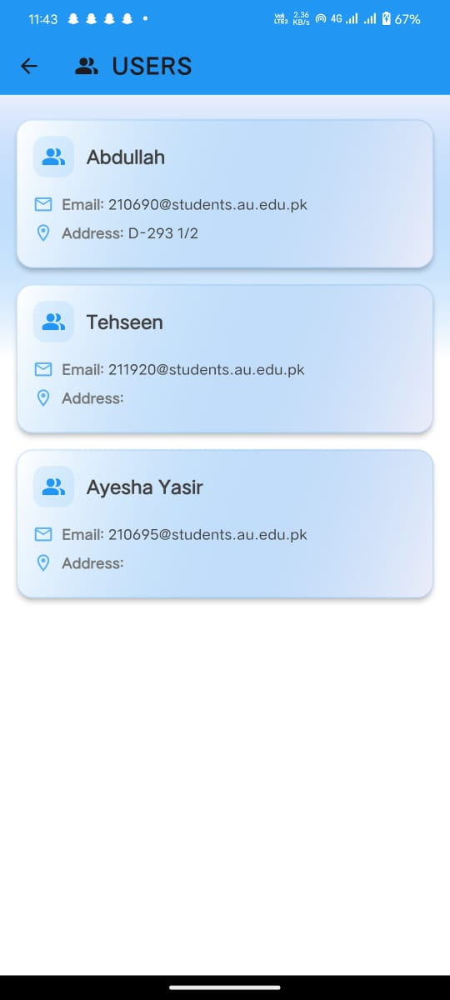 11:43 Vo) LTE2 2.36 KB/s 4G 67%
USERS
Abdullah
Email: 210690@students.au.edu.pk
Address: D-293 1/2
Tehseen
Email: 211920@students.au.edu.pk
Address:
Ayesha Yasir
Email: 210695@students.au.edu.pk
Address: